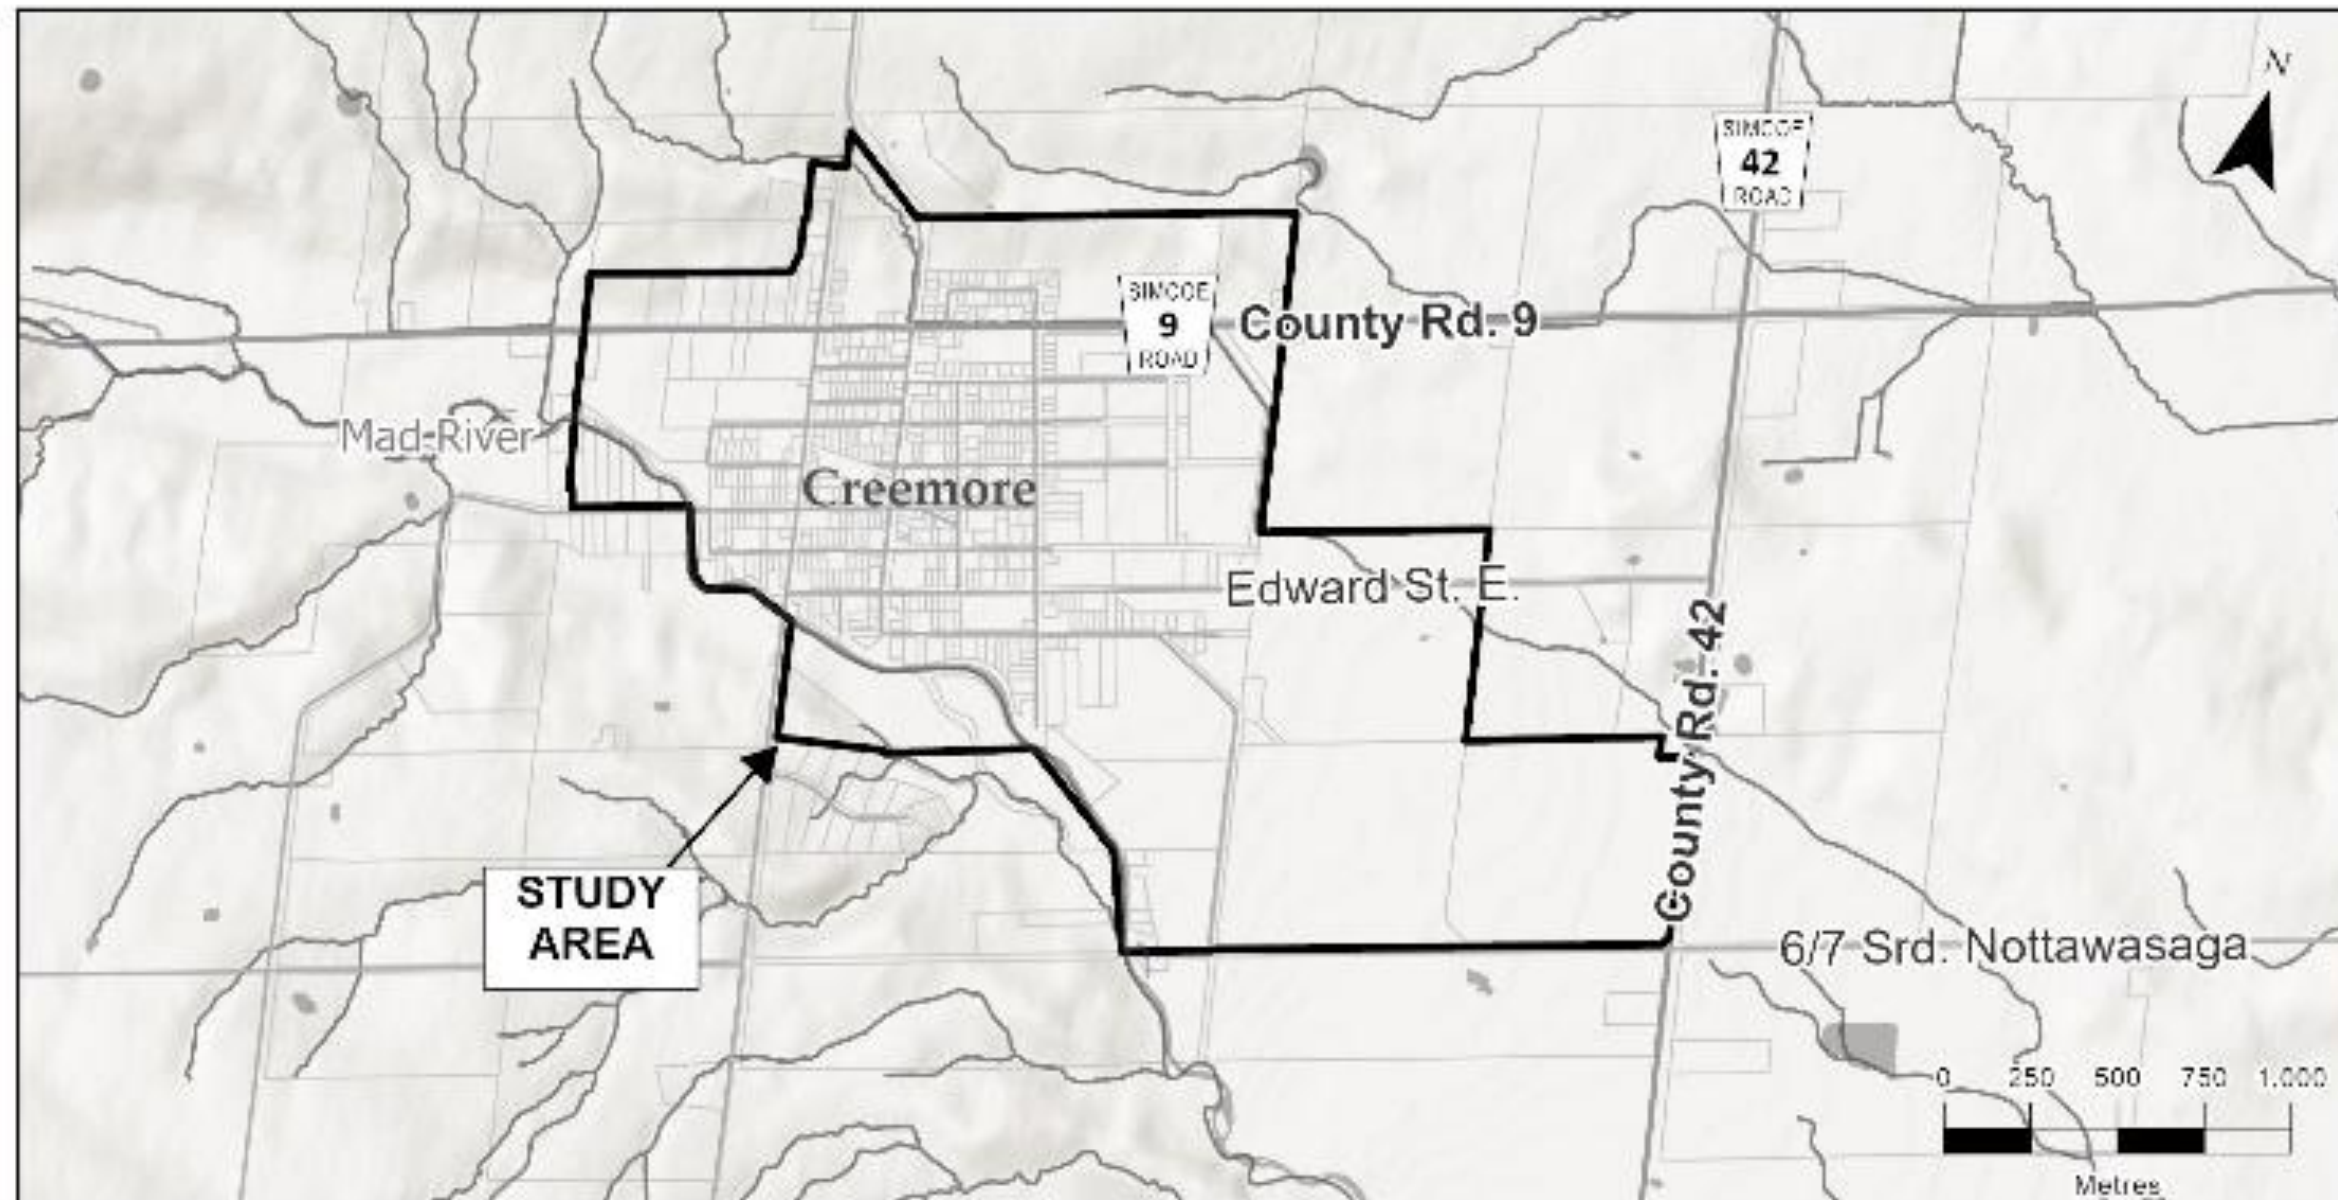 N
SIMCOE
42
ROAD
SIMCOE
9
ROAD
County Rd. 9
Mad River
Creemore
Edward St. E.
County Rd. 42
STUDY
AREA
6/7 Srd. Nottawasaga
0 250 500 750 1,000
Metres